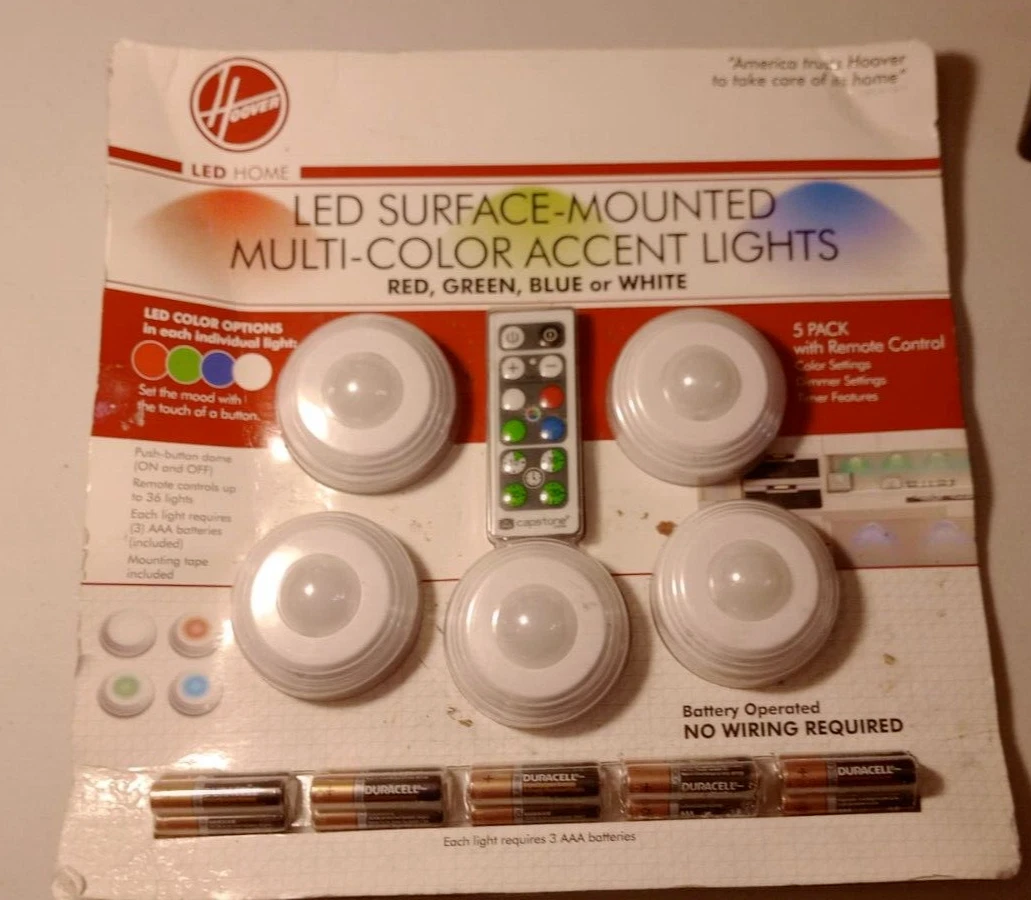 HOOVER
"America trusts Hoover
to take care of its home"
LED HOME
LED SURFACE-MOUNTED
MULTI-COLOR ACCENT LIGHTS
RED, GREEN, BLUE or WHITE
LED COLOR OPTIONS
in each individual light:
Set the mood with
the touch of a button.
5 PACK
with Remote Control
Color Settings
Dimmer Settings
Timer Features
Push-button dome
(ON and OFF)
Remote controls up
to 36 lights
Each light requires
(3) AAA batteries
(included)
Mounting tape
included
capstone
Battery Operated
NO WIRING REQUIRED
DURACELL
DURACELL
DURACELL
DURACELL
Each light requires 3 AAA batteries